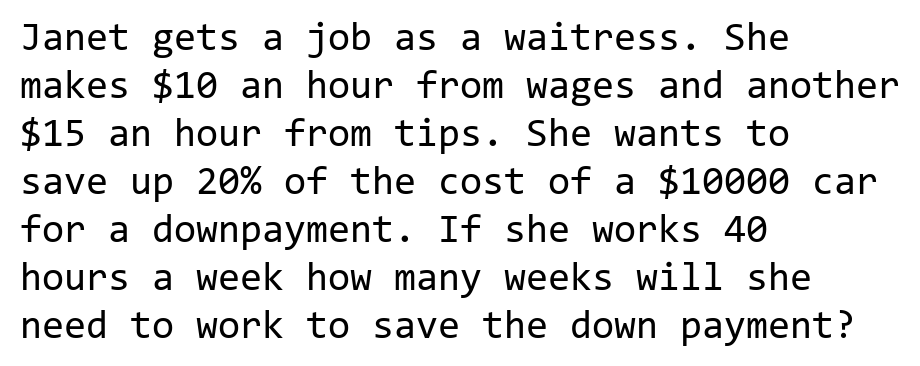 Janet gets a job as a waitress. She
makes $10 an hour from wages and another
$15 an hour from tips. She wants to
save up 20% of the cost of a $10000 car
for a downpayment. If she works 40
hours a week how many weeks will she
need to work to save the down payment?